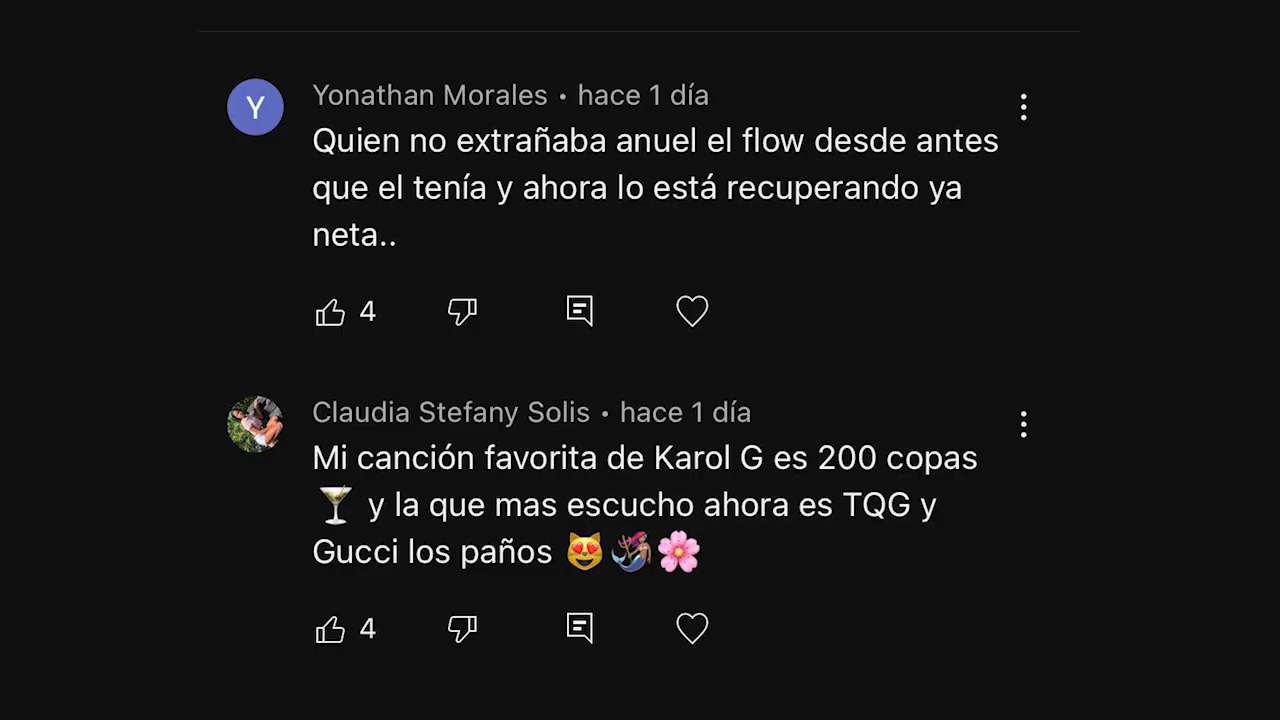 Y
Yonathan Morales • hace 1 día
Quien no extrañaba anuel el flow desde antes
que el tenía y ahora lo está recuperando ya
neta..
4
Claudia Stefany Solis • hace 1 día
Mi canción favorita de Karol G es 200 copas
🍸 y la que mas escucho ahora es TQG y
Gucci los paños 😻🧜🏽‍♀️🌸
4